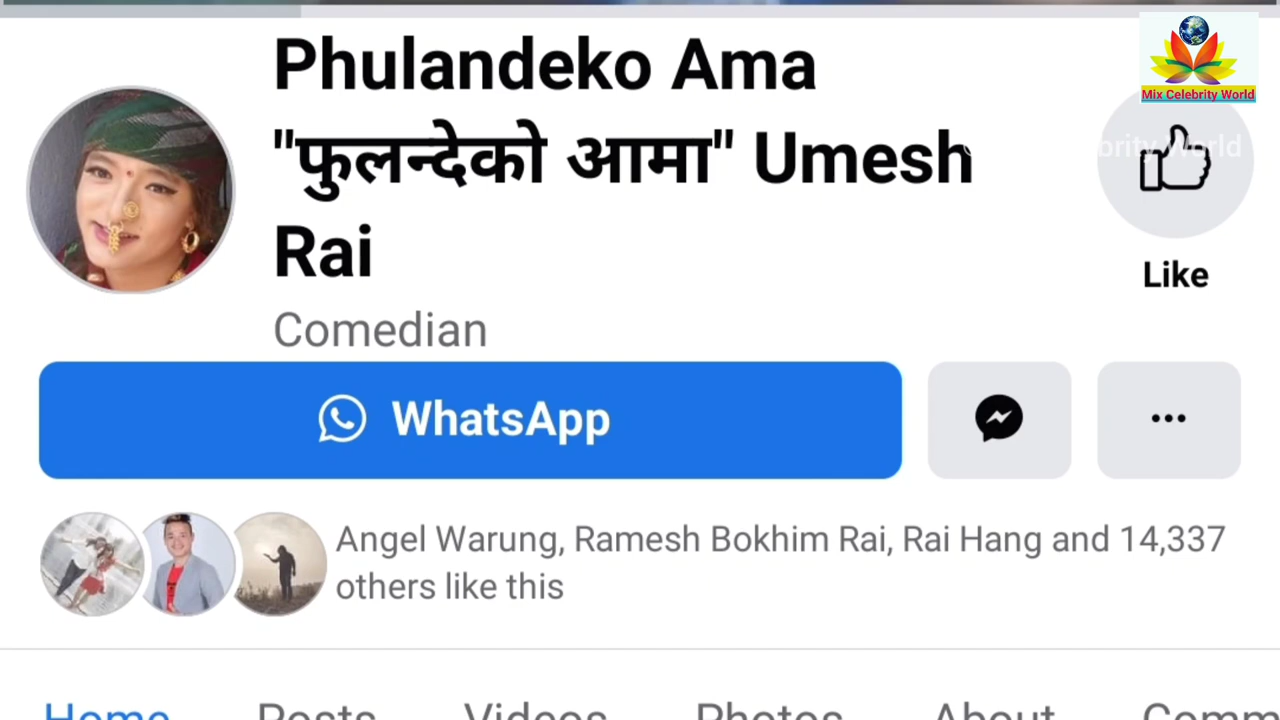 Mix Celebrity World
Phulandeko Ama
"फुलन्देको आमा" Umesh
Rai
Comedian
Like
WhatsApp
Angel Warung, Ramesh Bokhim Rai, Rai Hang and 14,337
others like this
Home Posts Videos Photos About